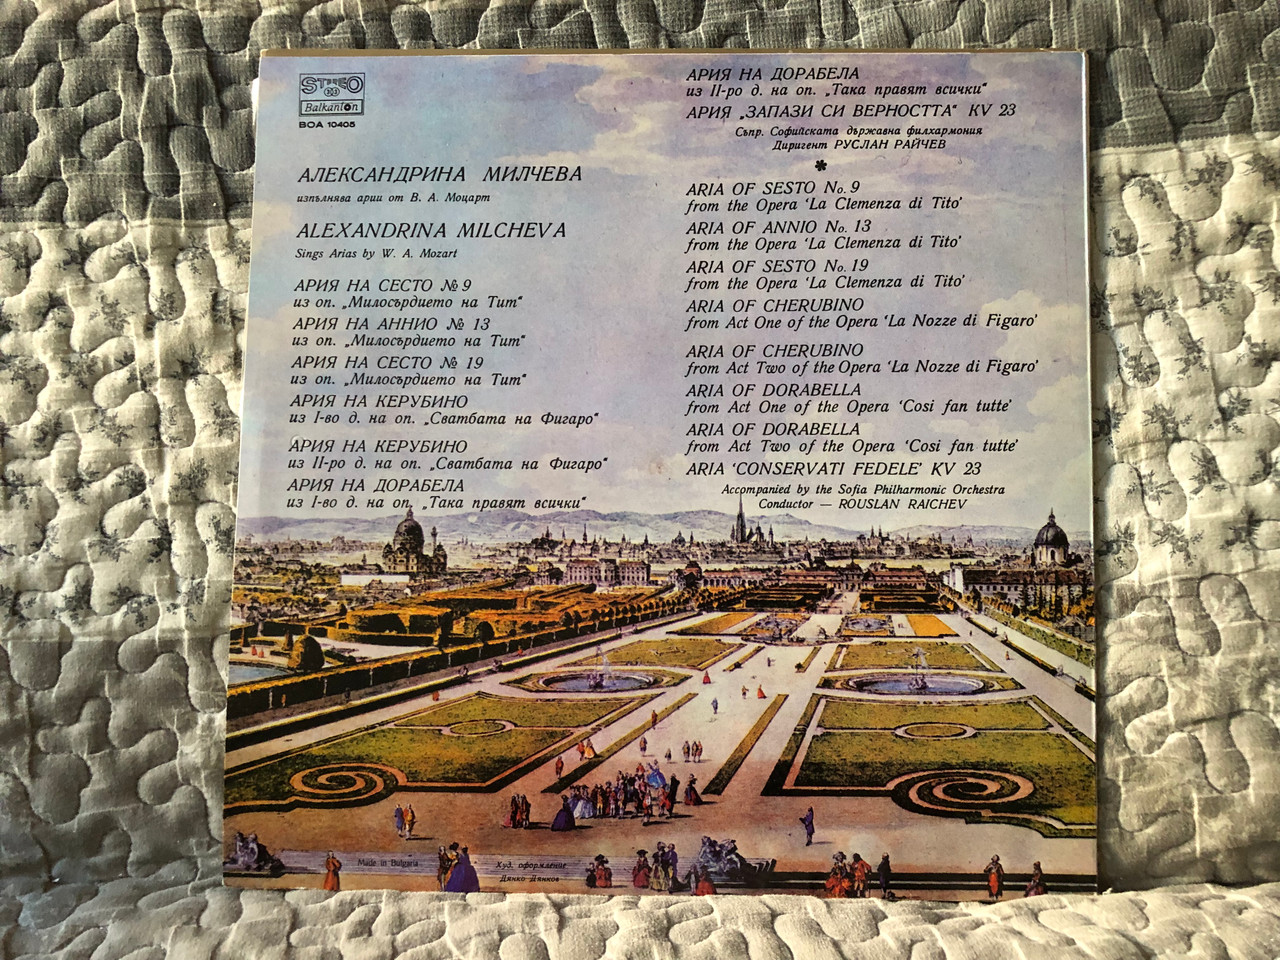 STEREO
Balkanton
BOA 10405
АЛЕКСАНДРИНА МИЛЧЕВА
изпълнява арии от В. А. Моцарт
ALEXANDRINA MILCHEVA
Sings Arias by W. A. Mozart
АРИЯ НА СЕСТО № 9
из оп. „Милосърдието на Тит“
АРИЯ НА АННИО № 13
из оп. „Милосърдието на Тит“
АРИЯ НА СЕСТО № 19
из оп. „Милосърдието на Тит“
АРИЯ НА КЕРУБИНО
из I-во д. на оп. „Сватбата на Фигаро“
АРИЯ НА КЕРУБИНО
из II-ро д. на оп. „Сватбата на Фигаро“
АРИЯ НА ДОРАБЕЛА
из I-во д. на оп. „Така правят всички“
АРИЯ НА ДОРАБЕЛА
из II-ро д. на оп. „Така правят всички“
АРИЯ „ЗАПАЗИ СИ ВЕРНОСТТА“ KV 23
Съпр. Софийската държавна филхармония
Диригент РУСЛАН РАЙЧЕВ
*
ARIA OF SESTO No. 9
from the Opera ‘La Clemenza di Tito’
ARIA OF ANNIO No. 13
from the Opera ‘La Clemenza di Tito’
ARIA OF SESTO No. 19
from the Opera ‘La Clemenza di Tito’
ARIA OF CHERUBINO
from Act One of the Opera ‘La Nozze di Figaro’
ARIA OF CHERUBINO
from Act Two of the Opera ‘La Nozze di Figaro’
ARIA OF DORABELLA
from Act One of the Opera ‘Cosi fan tutte’
ARIA OF DORABELLA
from Act Two of the Opera ‘Cosi fan tutte’
ARIA ‘CONSERVATI FEDELE’ KV 23
Accompanied by the Sofia Philharmonic Orchestra
Conductor — ROUSLAN RAICHEV
Made in Bulgaria
Худ. оформление
Дянко Дянков